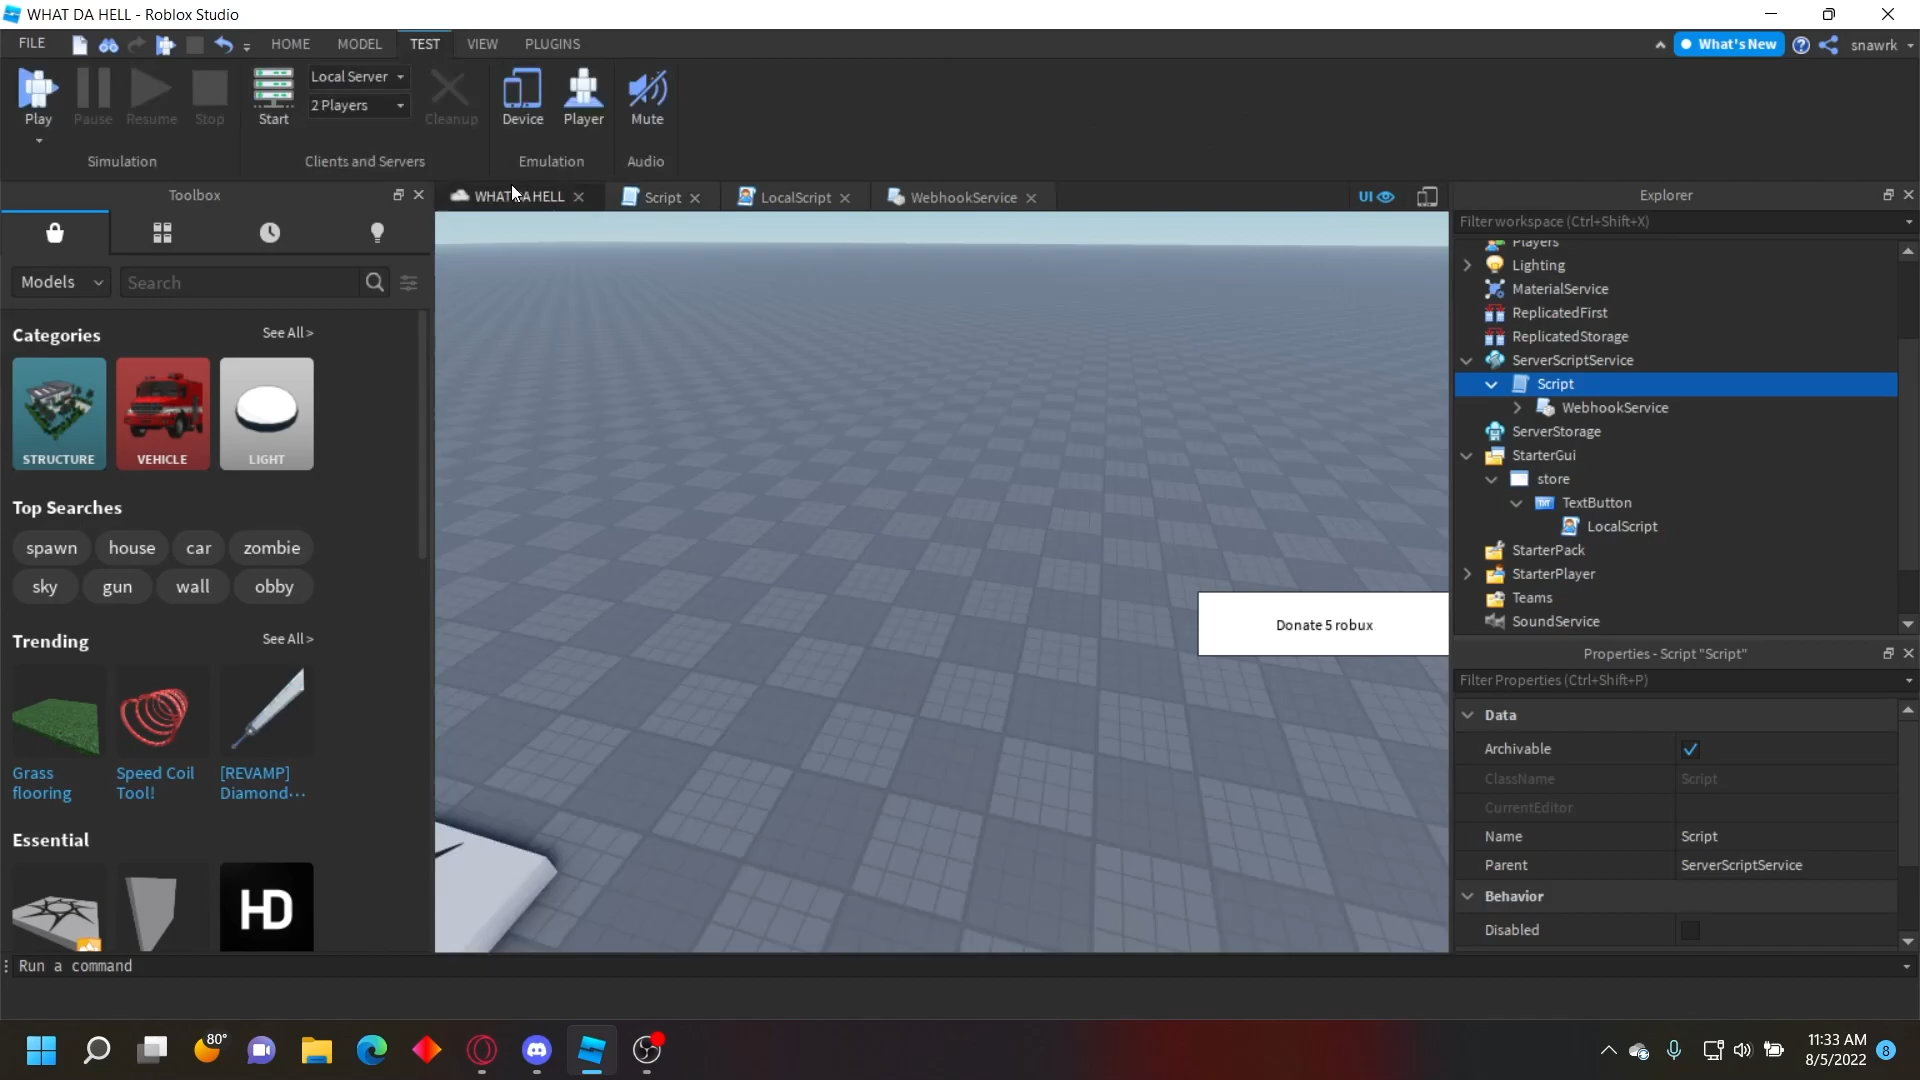 WHAT DA HELL - Roblox Studio
FILE
HOME
MODEL
TEST
VIEW
PLUGINS
What's New
snawrk
Play
Pause
Resume
Stop
Simulation
Start
Local Server
2 Players
Cleanup
Clients and Servers
Device
Player
Emulation
Mute
Audio
Toolbox
WHAT DA HELL
Script
LocalScript
WebhookService
UI
Explorer
Models
Search
Categories
See All >
STRUCTURE
VEHICLE
LIGHT
Top Searches
spawn
house
car
zombie
sky
gun
wall
obby
Trending
See All >
Grass flooring
Speed Coil Tool!
[REVAMP] Diamond...
Essential
HD
Donate 5 robux
Filter workspace (Ctrl+Shift+X)
Players
Lighting
MaterialService
ReplicatedFirst
ReplicatedStorage
ServerScriptService
Script
WebhookService
ServerStorage
StarterGui
store
TXT TextButton
LocalScript
StarterPack
StarterPlayer
Teams
SoundService
Properties - Script "Script"
Filter Properties (Ctrl+Shift+P)
Data
Archivable
ClassName Script
CurrentEditor
Name Script
Parent ServerScriptService
Behavior
Disabled
Run a command
80°
11:33 AM
8/5/2022
8